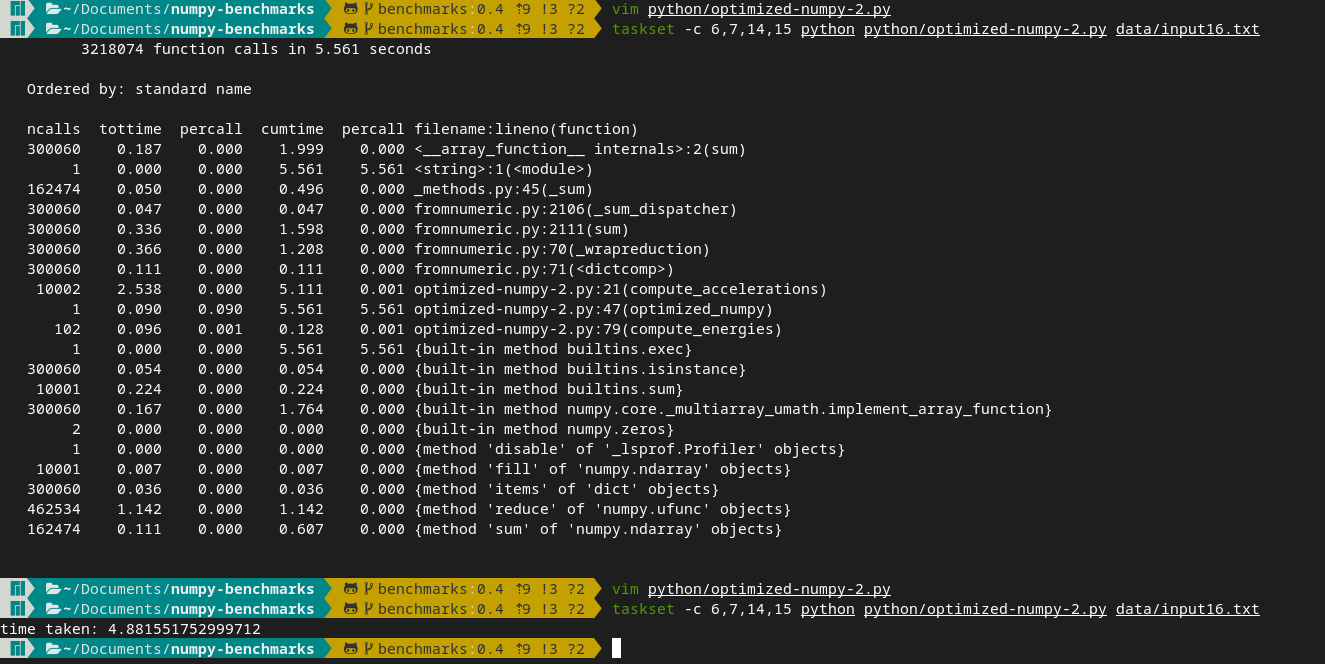 ~/Documents/numpy-benchmarks benchmarks:0.4 ⇡9 !3 ?2 vim python/optimized-numpy-2.py
~/Documents/numpy-benchmarks benchmarks:0.4 ⇡9 !3 ?2 taskset -c 6,7,14,15 python python/optimized-numpy-2.py data/input16.txt
3218074 function calls in 5.561 seconds
Ordered by: standard name
ncalls tottime percall cumtime percall filename:lineno(function)
300060 0.187 0.000 1.999 0.000 <__array_function__ internals>:2(sum)
1 0.000 0.000 5.561 5.561 <string>:1(<module>)
162474 0.050 0.000 0.496 0.000 _methods.py:45(_sum)
300060 0.047 0.000 0.047 0.000 fromnumeric.py:2106(_sum_dispatcher)
300060 0.336 0.000 1.598 0.000 fromnumeric.py:2111(sum)
300060 0.366 0.000 1.208 0.000 fromnumeric.py:70(_wrapreduction)
300060 0.111 0.000 0.111 0.000 fromnumeric.py:71(<dictcomp>)
10002 2.538 0.000 5.111 0.001 optimized-numpy-2.py:21(compute_accelerations)
1 0.090 0.090 5.561 5.561 optimized-numpy-2.py:47(optimized_numpy)
102 0.096 0.001 0.128 0.001 optimized-numpy-2.py:79(compute_energies)
1 0.000 0.000 5.561 5.561 {built-in method builtins.exec}
300060 0.054 0.000 0.054 0.000 {built-in method builtins.isinstance}
10001 0.224 0.000 0.224 0.000 {built-in method builtins.sum}
300060 0.167 0.000 1.764 0.000 {built-in method numpy.core._multiarray_umath.implement_array_function}
2 0.000 0.000 0.000 0.000 {built-in method numpy.zeros}
1 0.000 0.000 0.000 0.000 {method 'disable' of '_lsprof.Profiler' objects}
10001 0.007 0.000 0.007 0.000 {method 'fill' of 'numpy.ndarray' objects}
300060 0.036 0.000 0.036 0.000 {method 'items' of 'dict' objects}
462534 1.142 0.000 1.142 0.000 {method 'reduce' of 'numpy.ufunc' objects}
162474 0.111 0.000 0.607 0.000 {method 'sum' of 'numpy.ndarray' objects}
~/Documents/numpy-benchmarks benchmarks:0.4 ⇡9 !3 ?2 vim python/optimized-numpy-2.py
~/Documents/numpy-benchmarks benchmarks:0.4 ⇡9 !3 ?2 taskset -c 6,7,14,15 python python/optimized-numpy-2.py data/input16.txt
time taken: 4.881551752999712
~/Documents/numpy-benchmarks benchmarks:0.4 ⇡9 !3 ?2